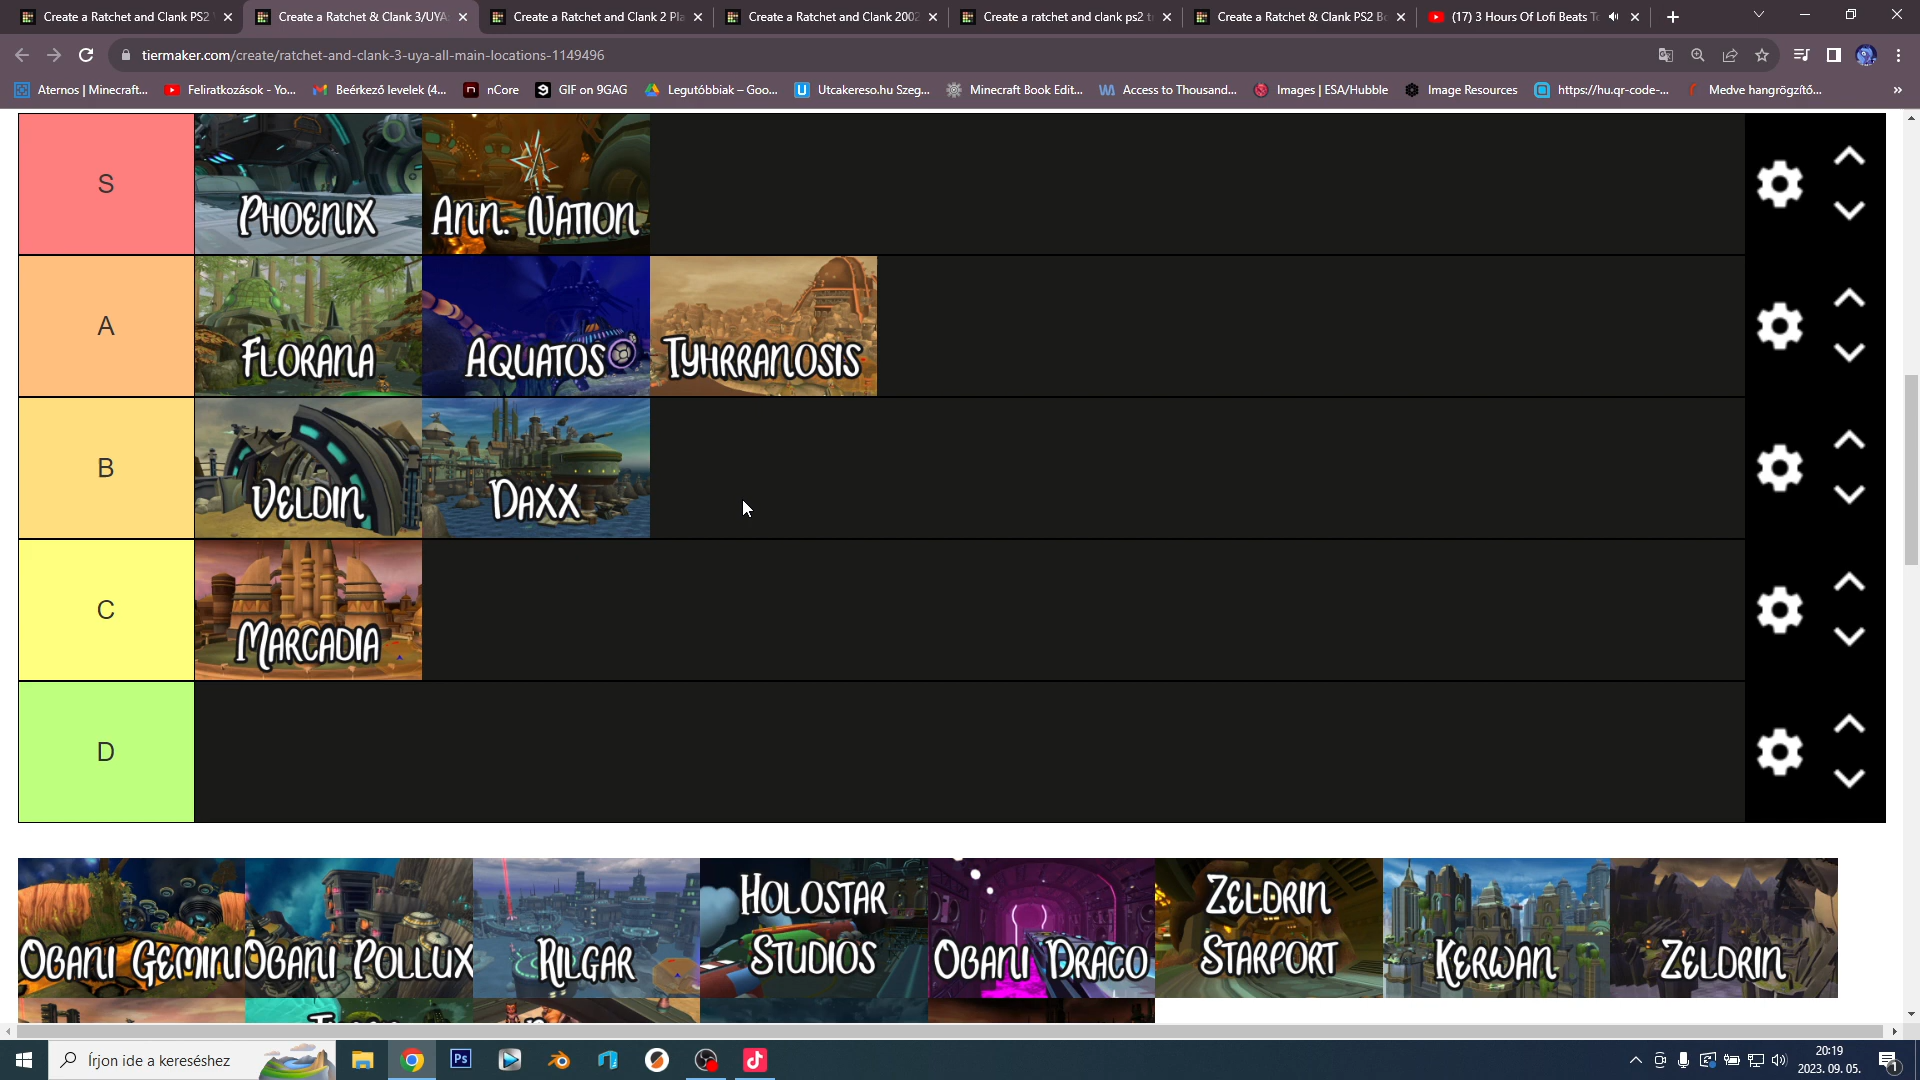 Create a Ratchet and Clank PS2
Create a Ratchet & Clank 3/UYA
Create a Ratchet and Clank 2 Pla
Create a Ratchet and Clank 2002
Create a ratchet and clank ps2 t
Create a Ratchet & Clank PS2 B
(17) 3 Hours Of Lofi Beats T
tiermaker.com/create/ratchet-and-clank-3-uya-all-main-locations-1149496
Aternos | Minecraft...
Feliratkozások - Yo...
Beérkező levelek (4...
nCore
GIF on 9GAG
Legutóbbiak – Goo...
Utcakereso.hu Szeg...
Minecraft Book Edit...
Access to Thousand...
Images | ESA/Hubble
Image Resources
https://hu.qr-code-...
Medve hangrögzítő...
S
PHOENIX
ANN. NATION
A
FLORANA
AQUATOS
TYHRRANOSIS
B
VELDIN
DAXX
C
MARCADIA
D
OBANI GEMINI
OBANI POLLUX
RILGAR
HOLOSTAR
STUDIOS
OBANI DRACO
ZELDRIN
STARPORT
KERWAN
ZELDRIN
Írjon ide a kereséshez
Ps
20:19
2023. 09. 05.
1